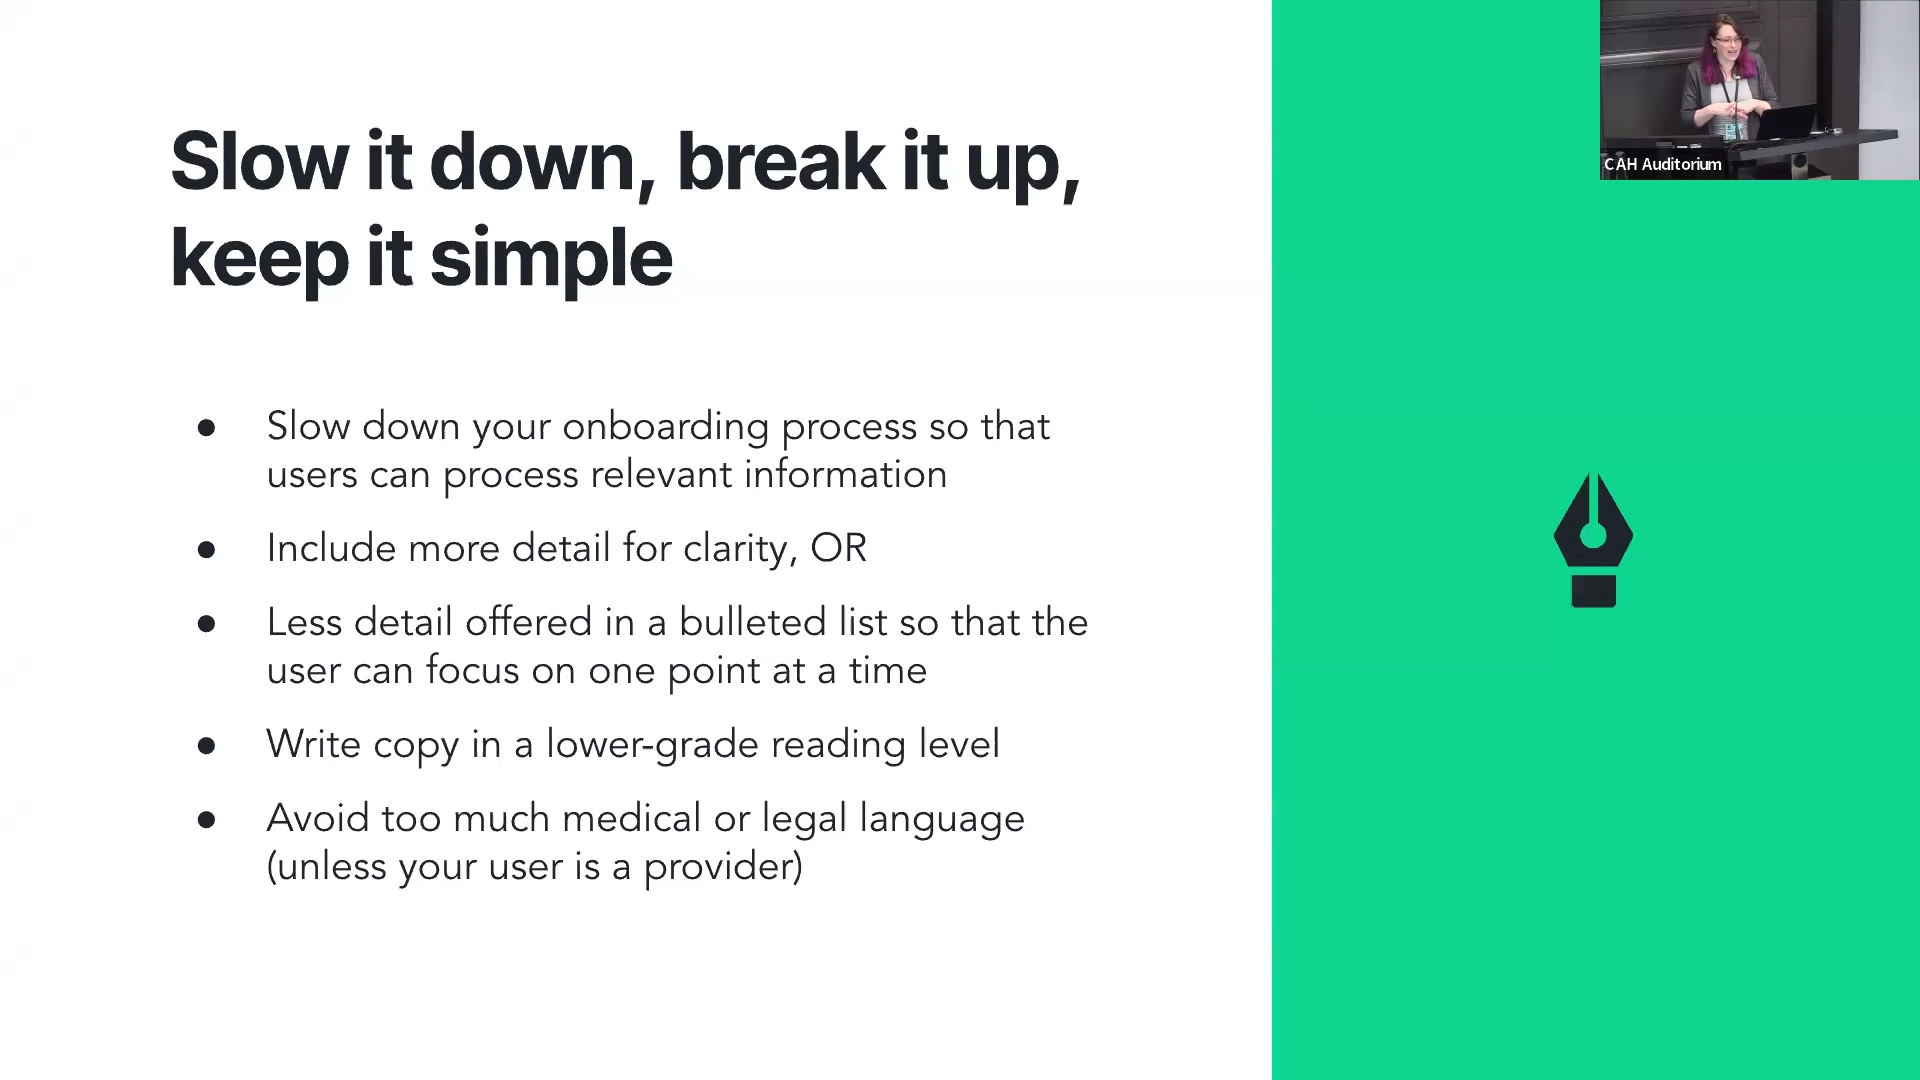 Slow it down, break it up,
keep it simple
● Slow down your onboarding process so that
users can process relevant information
● Include more detail for clarity, OR
● Less detail offered in a bulleted list so that the
user can focus on one point at a time
● Write copy in a lower-grade reading level
● Avoid too much medical or legal language
(unless your user is a provider)
CAH Auditorium